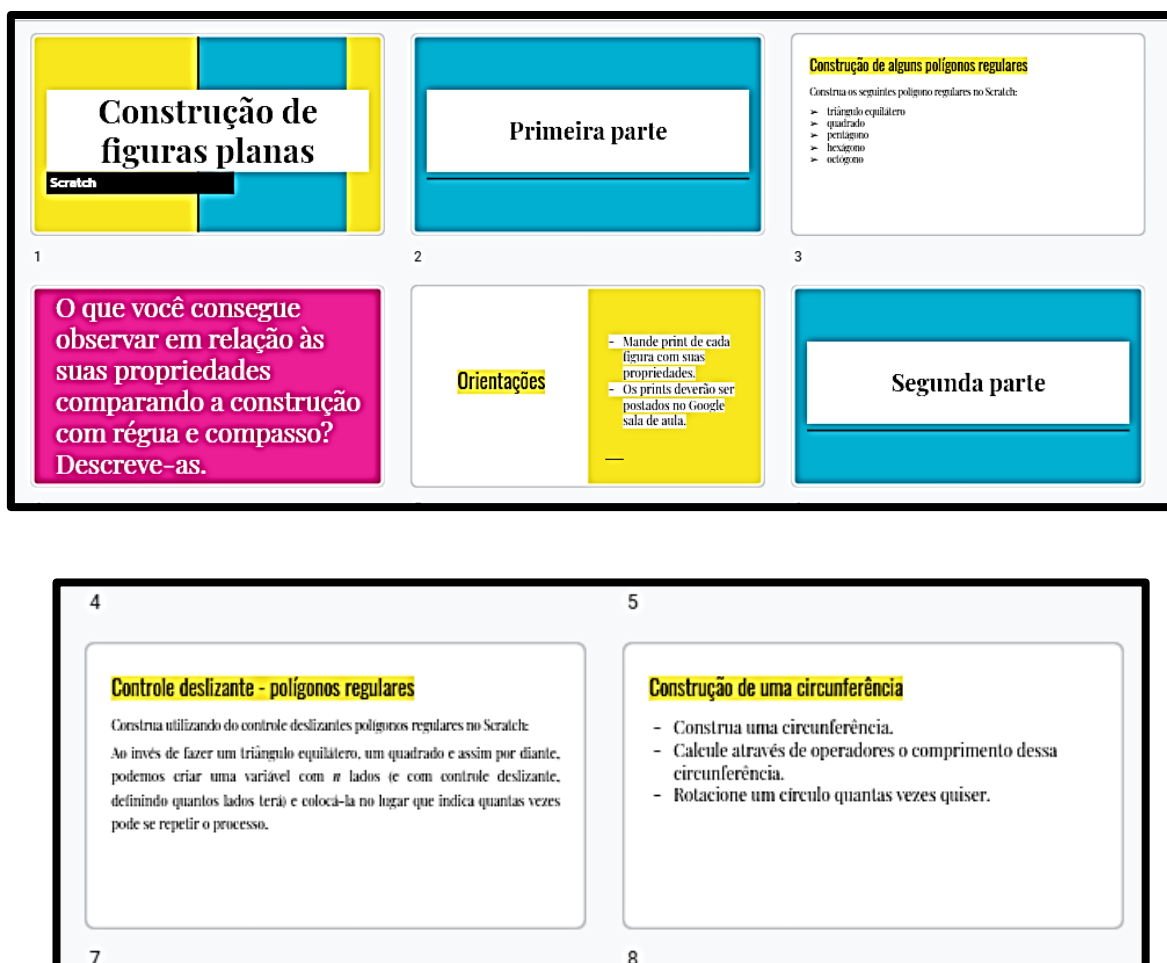 Construção de
figuras planas
Scratch
1
Primeira parte
2
Construção de alguns polígonos regulares
Construa os seguintes polígono regulares no Scratch:
➢ triângulo equilátero
➢ quadrado
➢ pentágono
➢ hexágono
➢ octógono
3
O que você consegue
observar em relação às
suas propriedades
comparando a construção
com régua e compasso?
Descreve-as.
Orientações
- Mande print de cada
figura com suas
propriedades.
- Os prints deverão ser
postados no Google
sala de aula.
Segunda parte
4
5
Controle deslizante - polígonos regulares
Construa utilizando do controle deslizantes polígonos regulares no Scratch:
Ao invés de fazer um triângulo equilátero, um quadrado e assim por diante,
podemos criar uma variável com n lados (e com controle deslizante,
definindo quantos lados terá) e colocá-la no lugar que indica quantas vezes
pode se repetir o processo.
7
Construção de uma circunferência
- Construa uma circunferência.
- Calcule através de operadores o comprimento dessa
circunferência.
- Rotacione um círculo quantas vezes quiser.
8